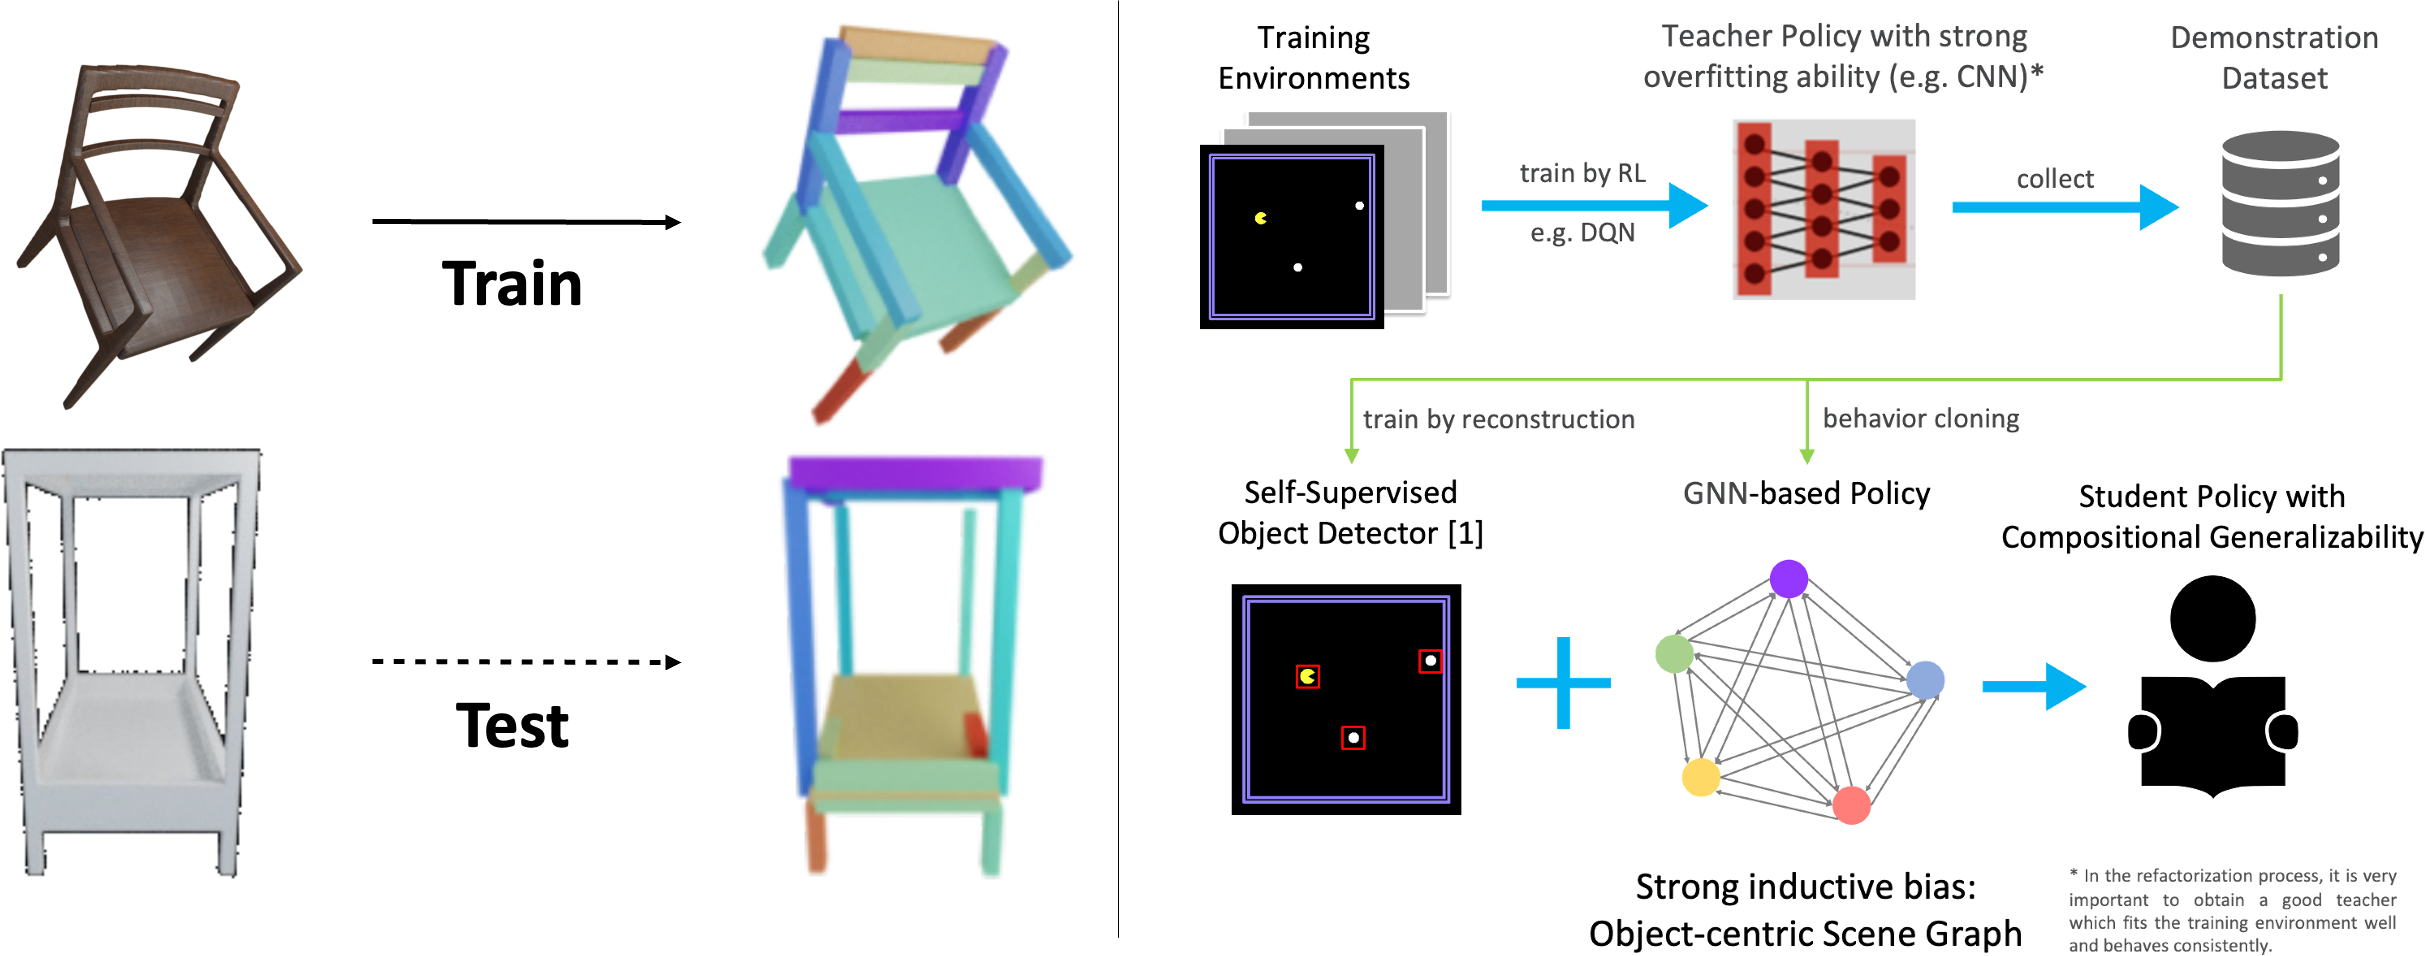 Train
Test
Training
Environments
train by RL
e.g. DQN
Teacher Policy with strong
overfitting ability (e.g. CNN)*
collect
Demonstration
Dataset
train by reconstruction
behavior cloning
Self-Supervised
Object Detector [1]
GNN-based Policy
Student Policy with
Compositional Generalizability
Strong inductive bias:
Object-centric Scene Graph
* In the refactorization process, it is very
important to obtain a good teacher
which fits the training environment well
and behaves consistently.